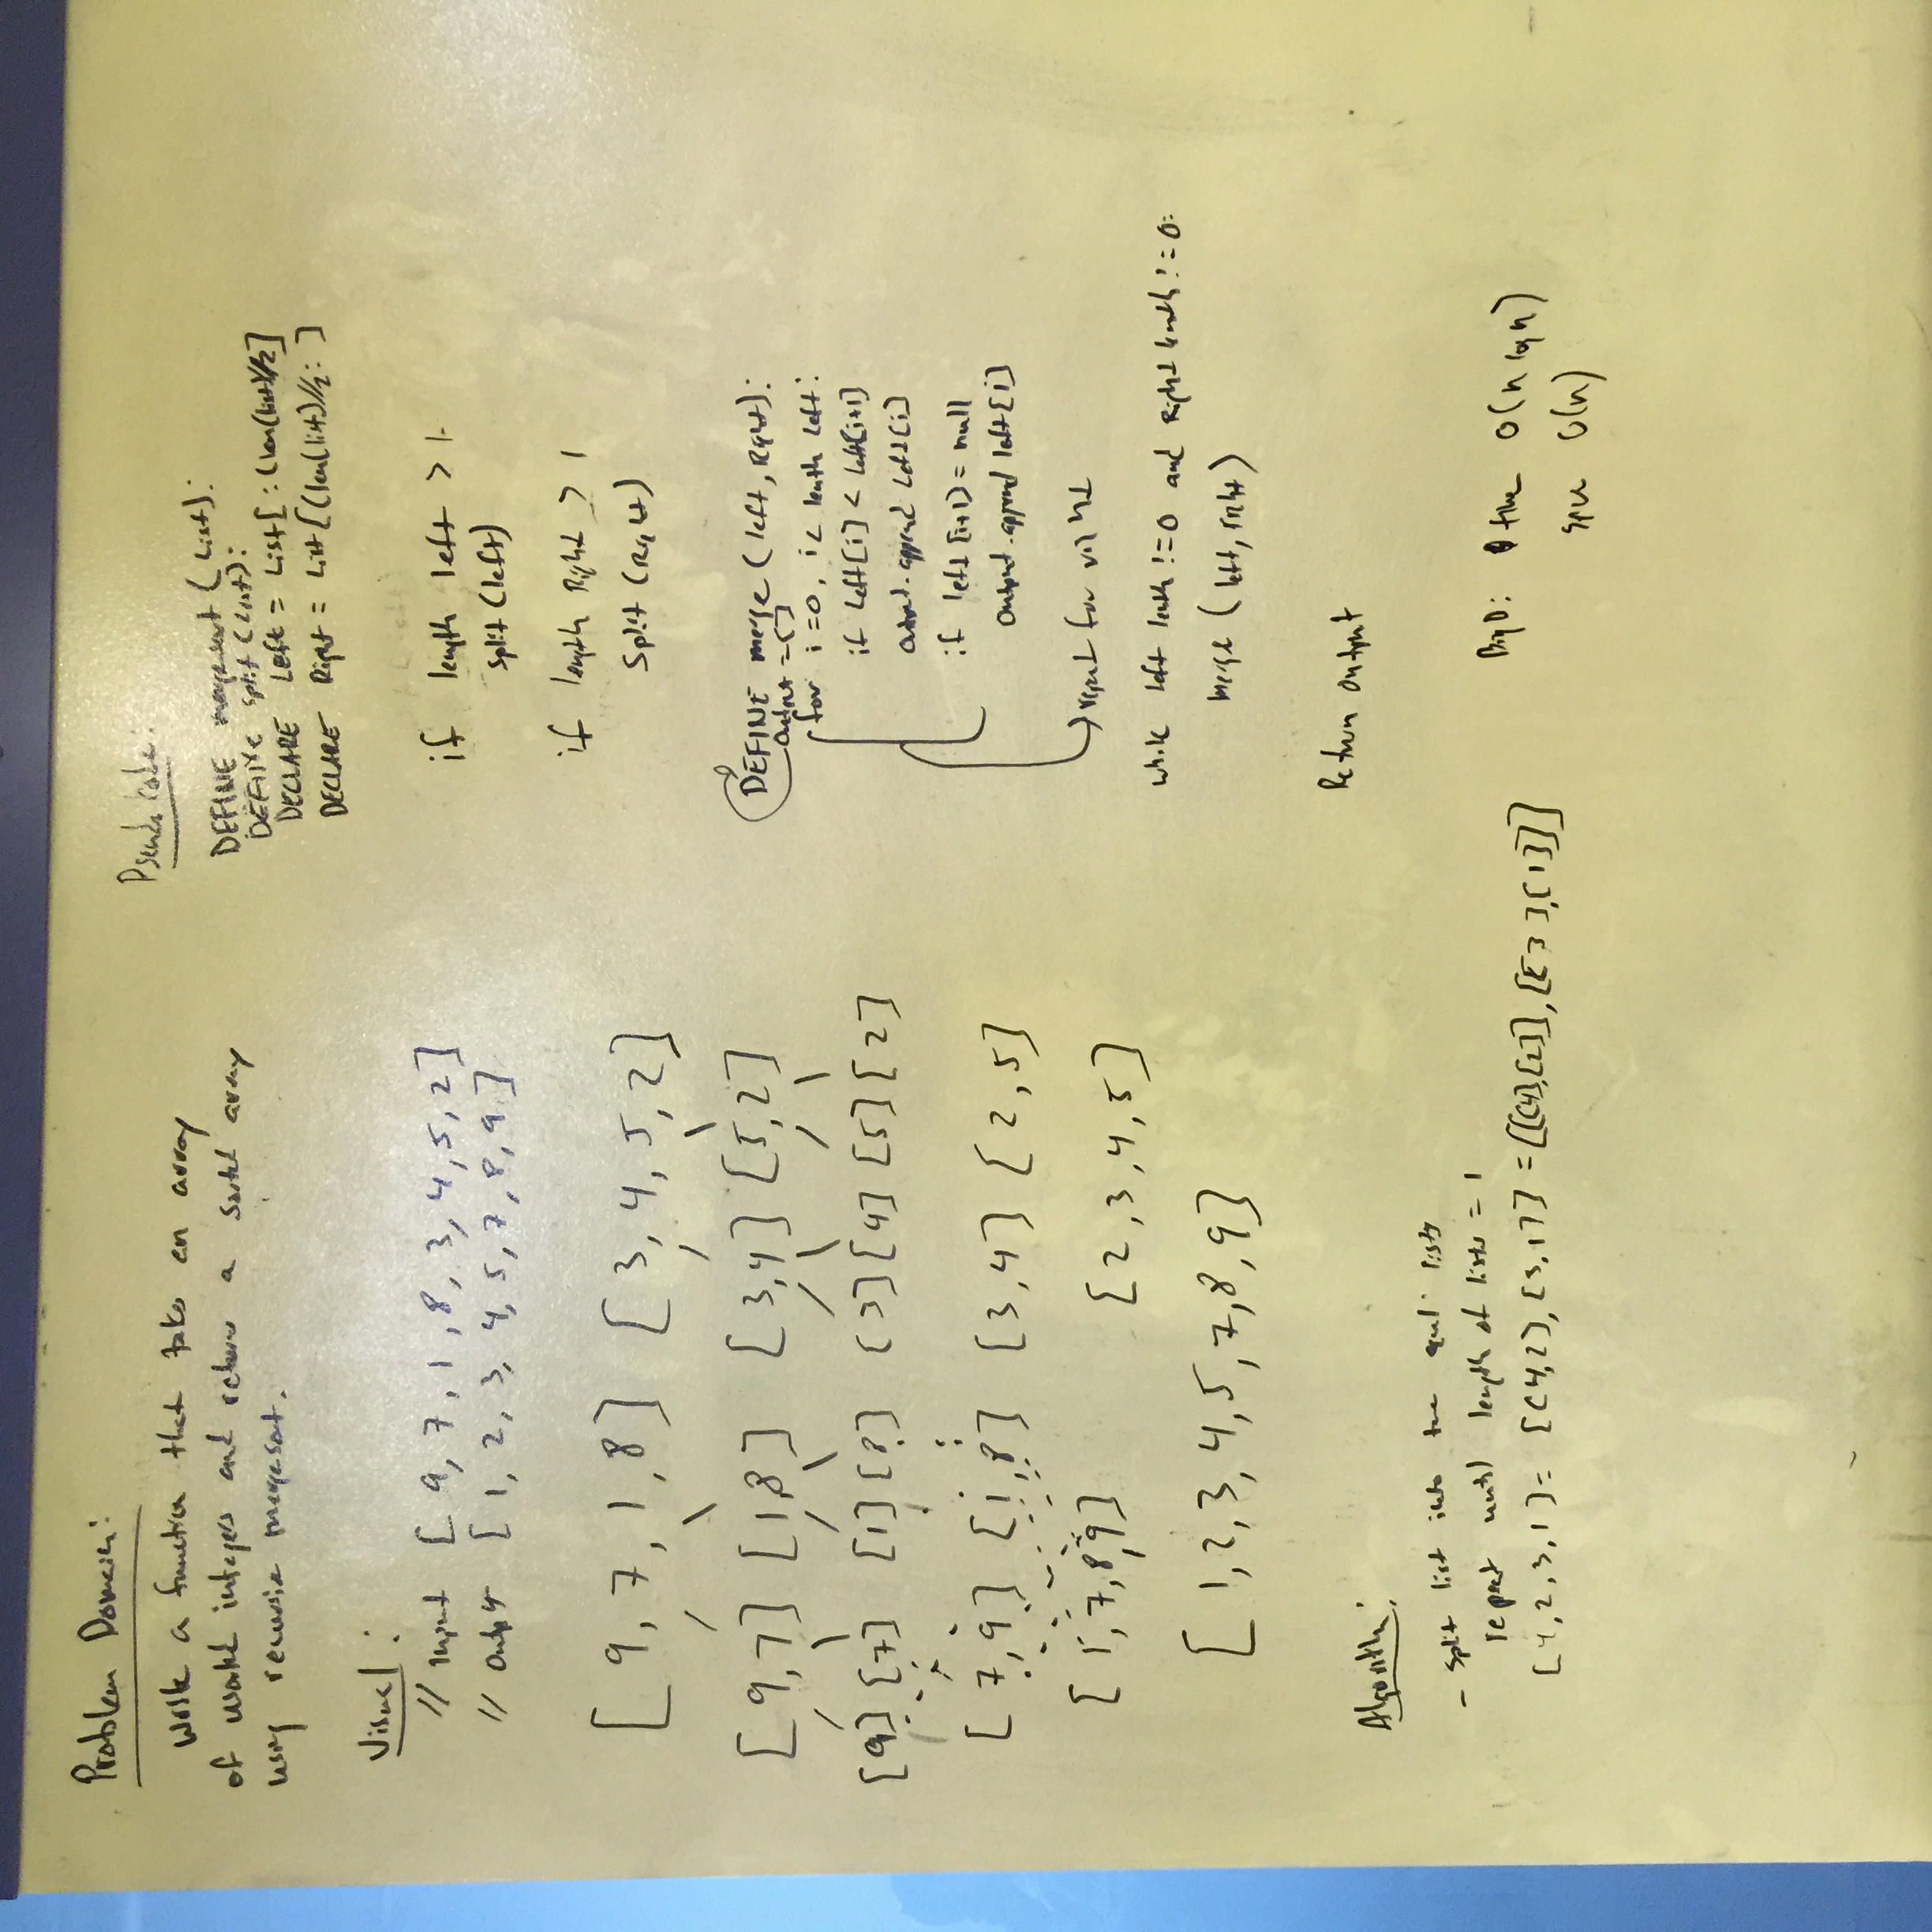 Problem Domain:
Write a function that takes an array
of unsorted integers and returns a sorted array
using recursive mergesort.
Visual:
// Input [ 9, 7, 1, 8, 3, 4, 5, 2 ]
// Output [ 1, 2, 3, 4, 5, 7, 8, 9 ]
[ 9, 7, 1, 8 ] [ 3, 4, 5, 2 ]
[ 9, 7 ] [ 1, 8 ] [ 3, 4 ] [ 5, 2 ]
[9] [7] [1] [8] [3] [4] [5] [2]
[ 7, 9 ] [ 1, 8 ] [ 3, 4 ] [ 2, 5 ]
[ 1, 7, 8, 9 ] [ 2, 3, 4, 5 ]
[ 1, 2, 3, 4, 5, 7, 8, 9 ]
Algorithm:
- Split list into two equal lists
repeat until length of lists = 1
[4,2,3,1] = [[4,2], [3,1]] = [[[4],[2]], [[3],[1]]]
Pseudo code:
DEFINE mergesort (List):
DEFINE split (List):
DECLARE Left = List[ : (len(list)//2]
DECLARE Right = List[(len(list)//2: ]
if length left > 1
split (left)
if length Right > 1
Split (Right)
DEFINE merge (left, Right):
output = []
for i = 0, i < length Left:
if Left[i] < Left[i+1]
output.append Left[i]
if left [i+1] = null
output.append left[i]
repeat for right
while left length != 0 and Right length != 0:
merge (left, right)
Return output
Big O: time O(n log n)
space O(n)